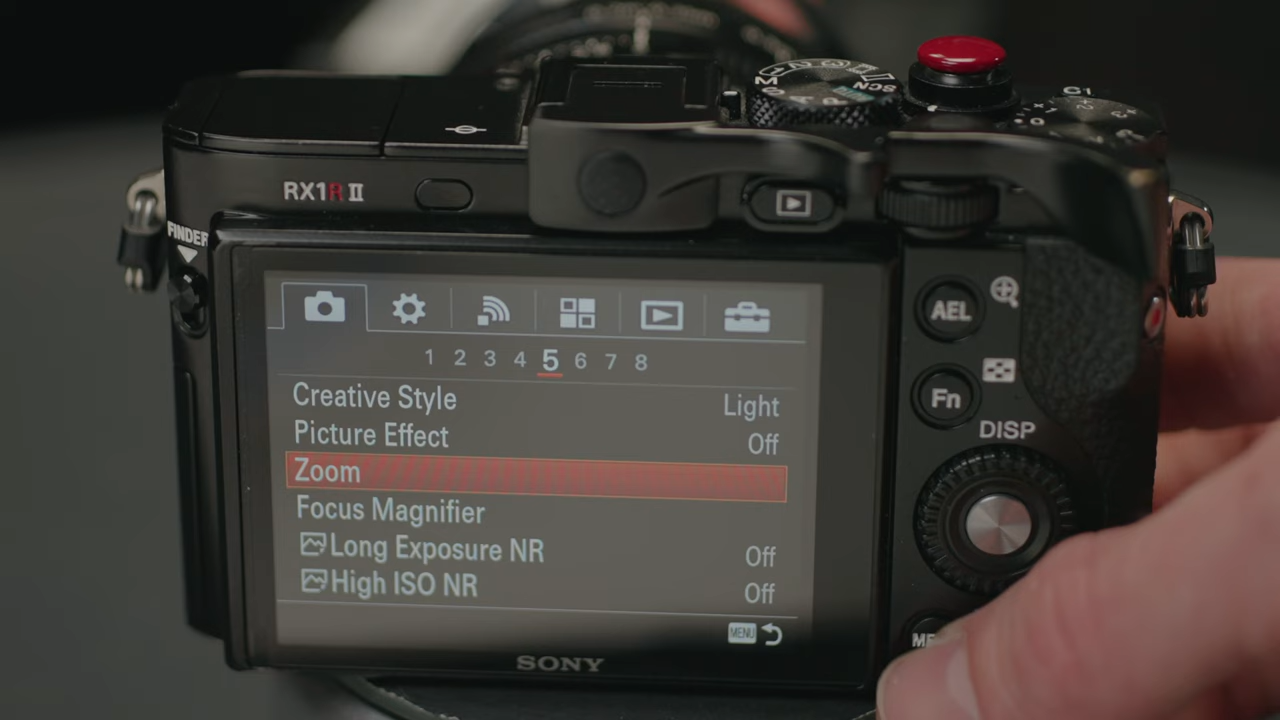 M
S A P
SCN
C1
RX1R II
FINDER
AEL
1 2 3 4 5 6 7 8
Creative Style Light
Fn
Picture Effect Off
DISP
Zoom
Focus Magnifier
Long Exposure NR Off
High ISO NR Off
MENU
SONY